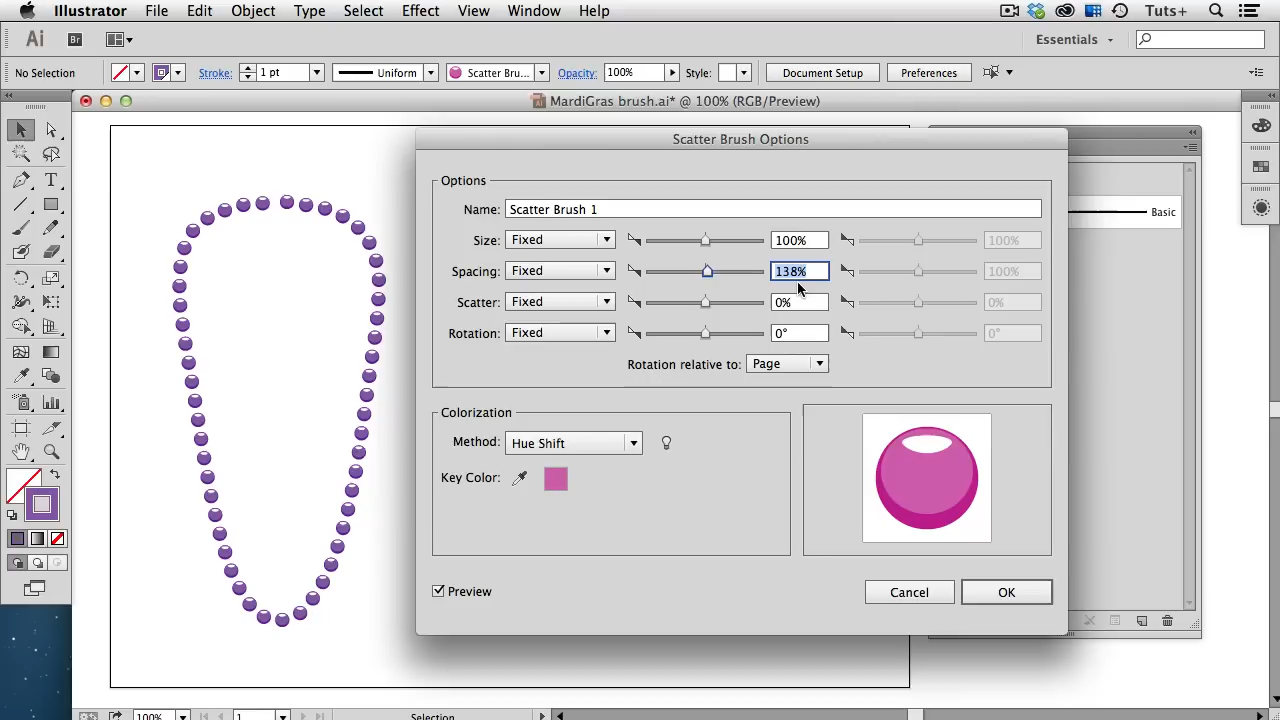 Illustrator File Edit Object Type Select Effect View Window Help Tuts+
Ai Br Essentials
No Selection Stroke: 1 pt Uniform Scatter Bru... Opacity: 100% Style: Document Setup Preferences
MardiGras brush.ai* @ 100% (RGB/Preview)
Scatter Brush Options
Options
Name: Scatter Brush 1
Basic
Size: Fixed 100% 100%
Spacing: Fixed 138% 100%
Scatter: Fixed 0% 0%
Rotation: Fixed 0° 0°
Rotation relative to: Page
Colorization
Method: Hue Shift
Key Color:
Preview
Cancel OK
100% 1 Selection